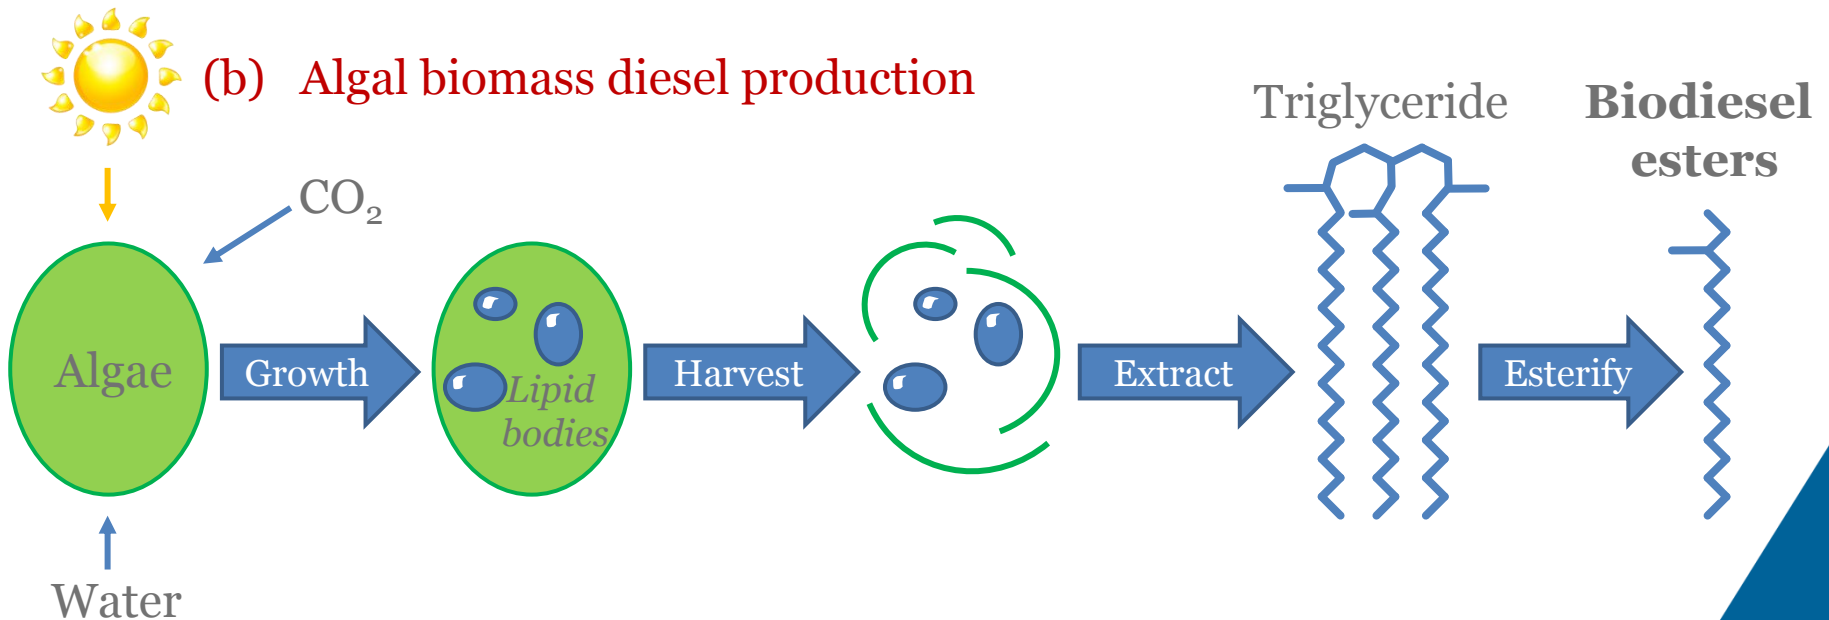 (b) Algal biomass diesel production
Triglyceride
Biodiesel
esters
CO₂
Algae
Growth
Lipid
bodies
Harvest
Extract
Esterify
Water